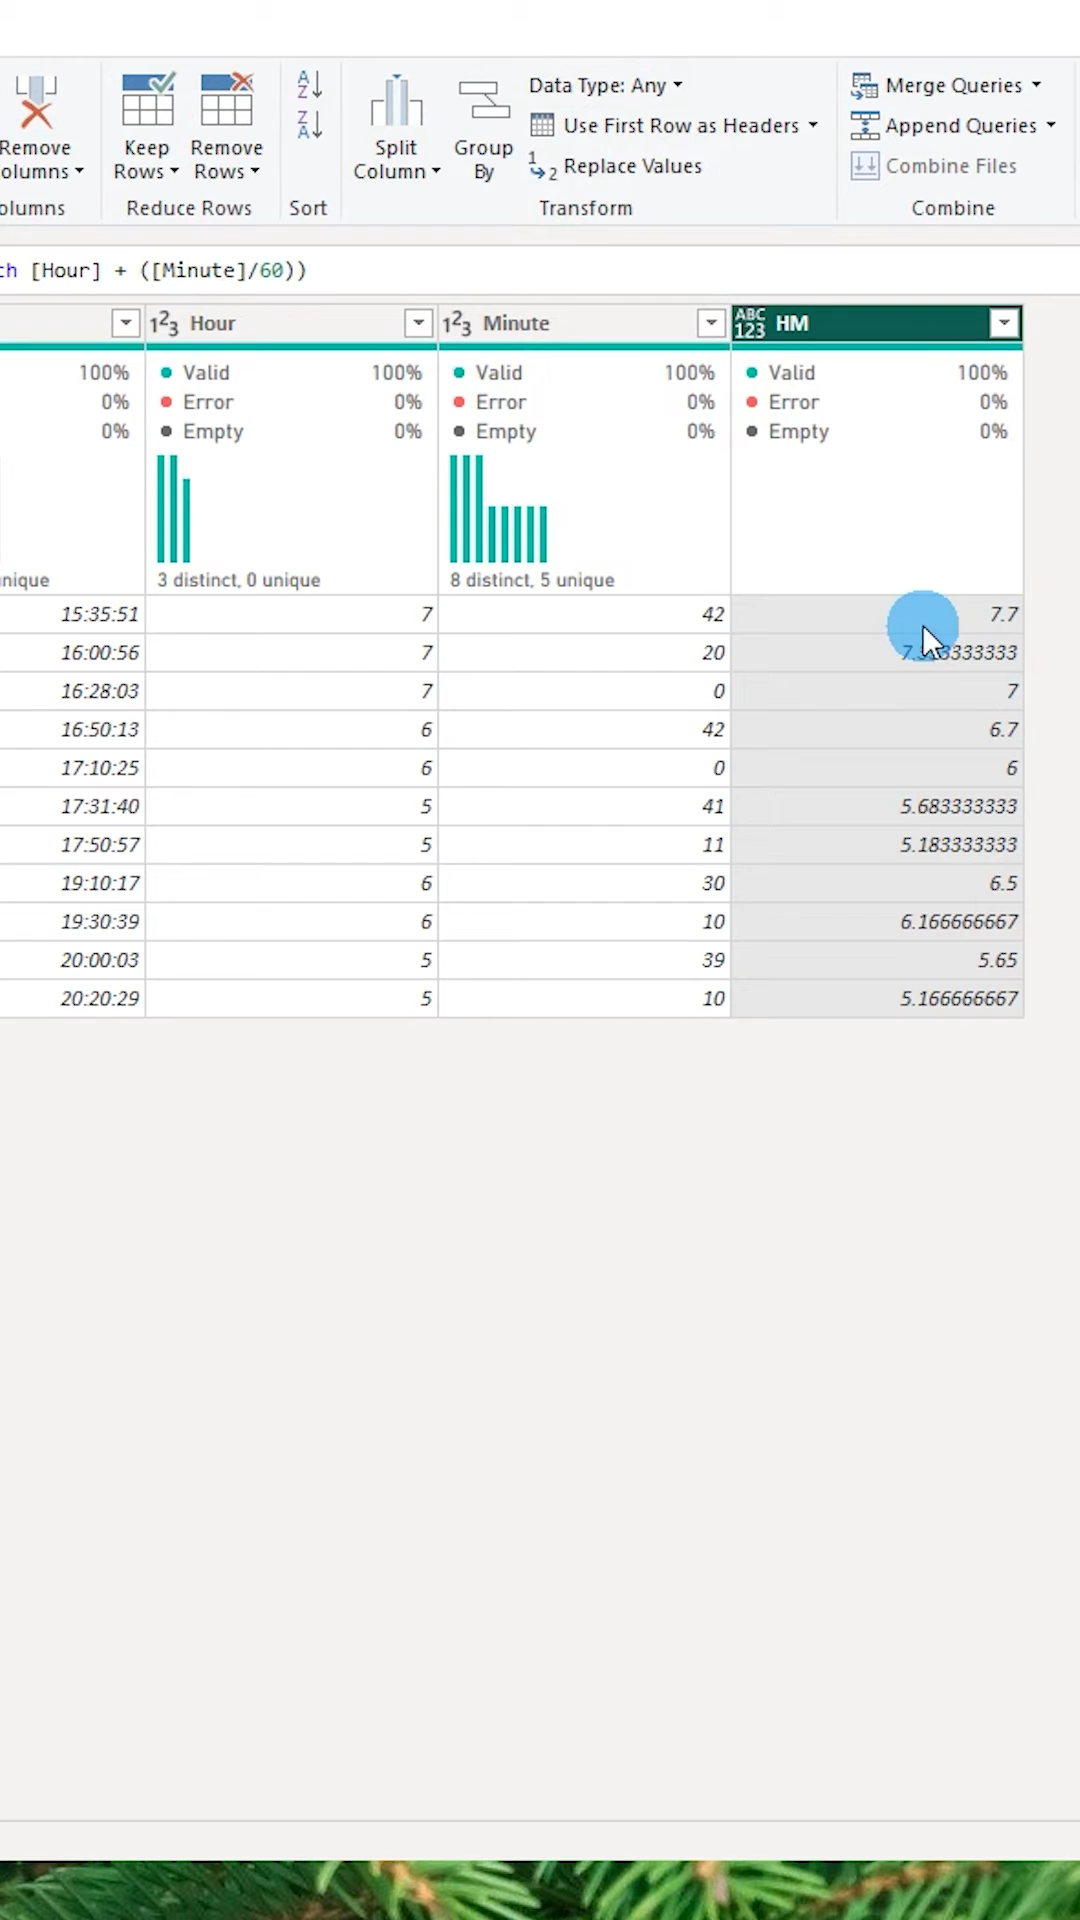 Remove
olumns
olumns
Keep
Rows
Remove
Rows
Reduce Rows
A
Z
Z
A
Sort
Split
Column
Group
By
Data Type: Any
Use First Row as Headers
1
2
Replace Values
Transform
Merge Queries
Append Queries
Combine Files
Combine
ch [Hour] + ([Minute]/60))
123 Hour
123 Minute
ABC
123 HM
100% Valid 100% Valid 100% Valid 100%
0% Error 0% Error 0% Error 0%
0% Empty 0% Empty 0% Empty 0%
nique 3 distinct, 0 unique 8 distinct, 5 unique
15:35:51 7 42 7.7
16:00:56 7 20
16:28:03 7 0 7
16:50:13 6 42 6.7
17:10:25 6 0 6
17:31:40 5 41 5.683333333
17:50:57 5 11 5.183333333
19:10:17 6 30 6.5
19:30:39 6 10 6.166666667
20:00:03 5 39 5.65
20:20:29 5 10 5.166666667